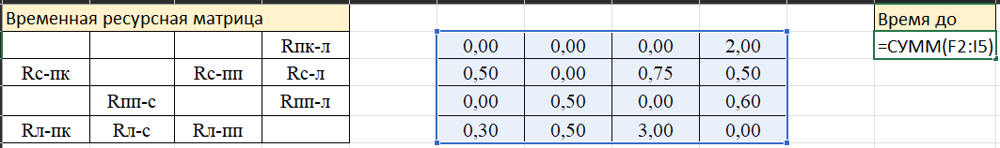 Временная ресурсная матрица Время до
Rпк-л 0,00 0,00 0,00 2,00 =СУММ(F2:I5)
Rс-пк Rс-пп Rс-л 0,50 0,00 0,75 0,50
Rпп-с Rпп-л 0,00 0,50 0,00 0,60
Rл-пк Rл-с Rл-пп 0,30 0,50 3,00 0,00